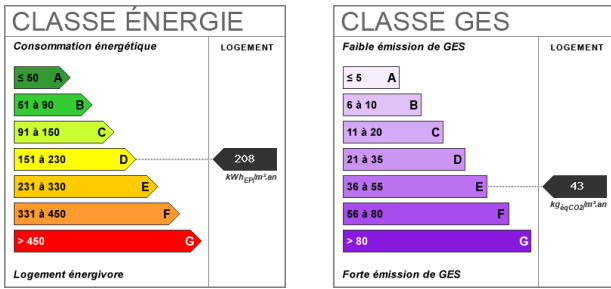 CLASSE ÉNERGIE
Consommation énergétique
LOGEMENT
≤ 50 A
51 à 90 B
91 à 150 C
151 à 230 D
208
kWhEP/m².an
231 à 330 E
331 à 450 F
> 450 G
Logement énergivore
CLASSE GES
Faible émission de GES
LOGEMENT
≤ 5 A
6 à 10 B
11 à 20 C
21 à 35 D
36 à 55 E
43
kgéqCO2/m².an
56 à 80 F
> 80 G
Forte émission de GES